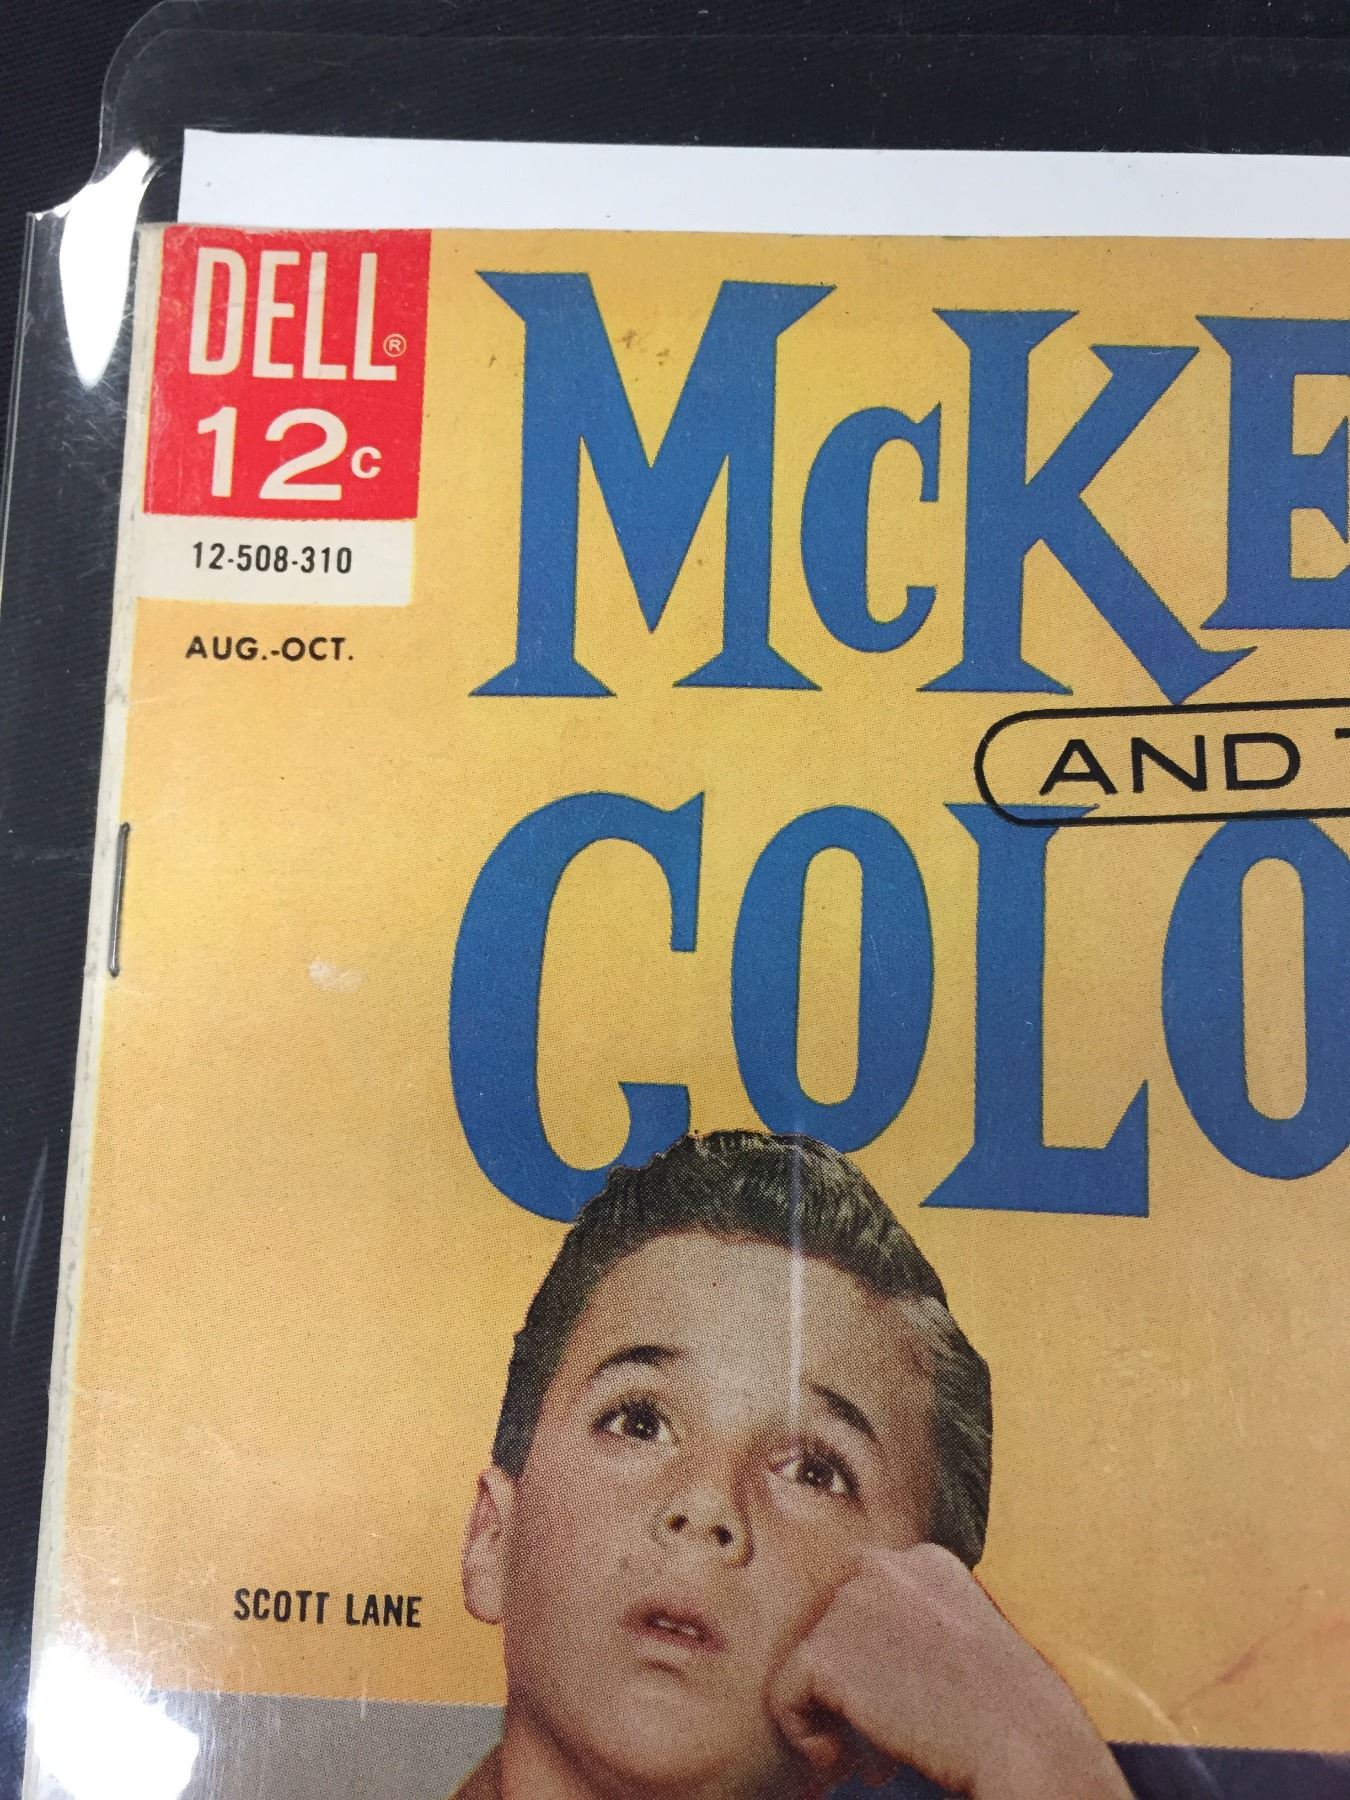 DELL®
12c
12-508-310
AUG.-OCT.
McKE
AND T
COLO
SCOTT LANE